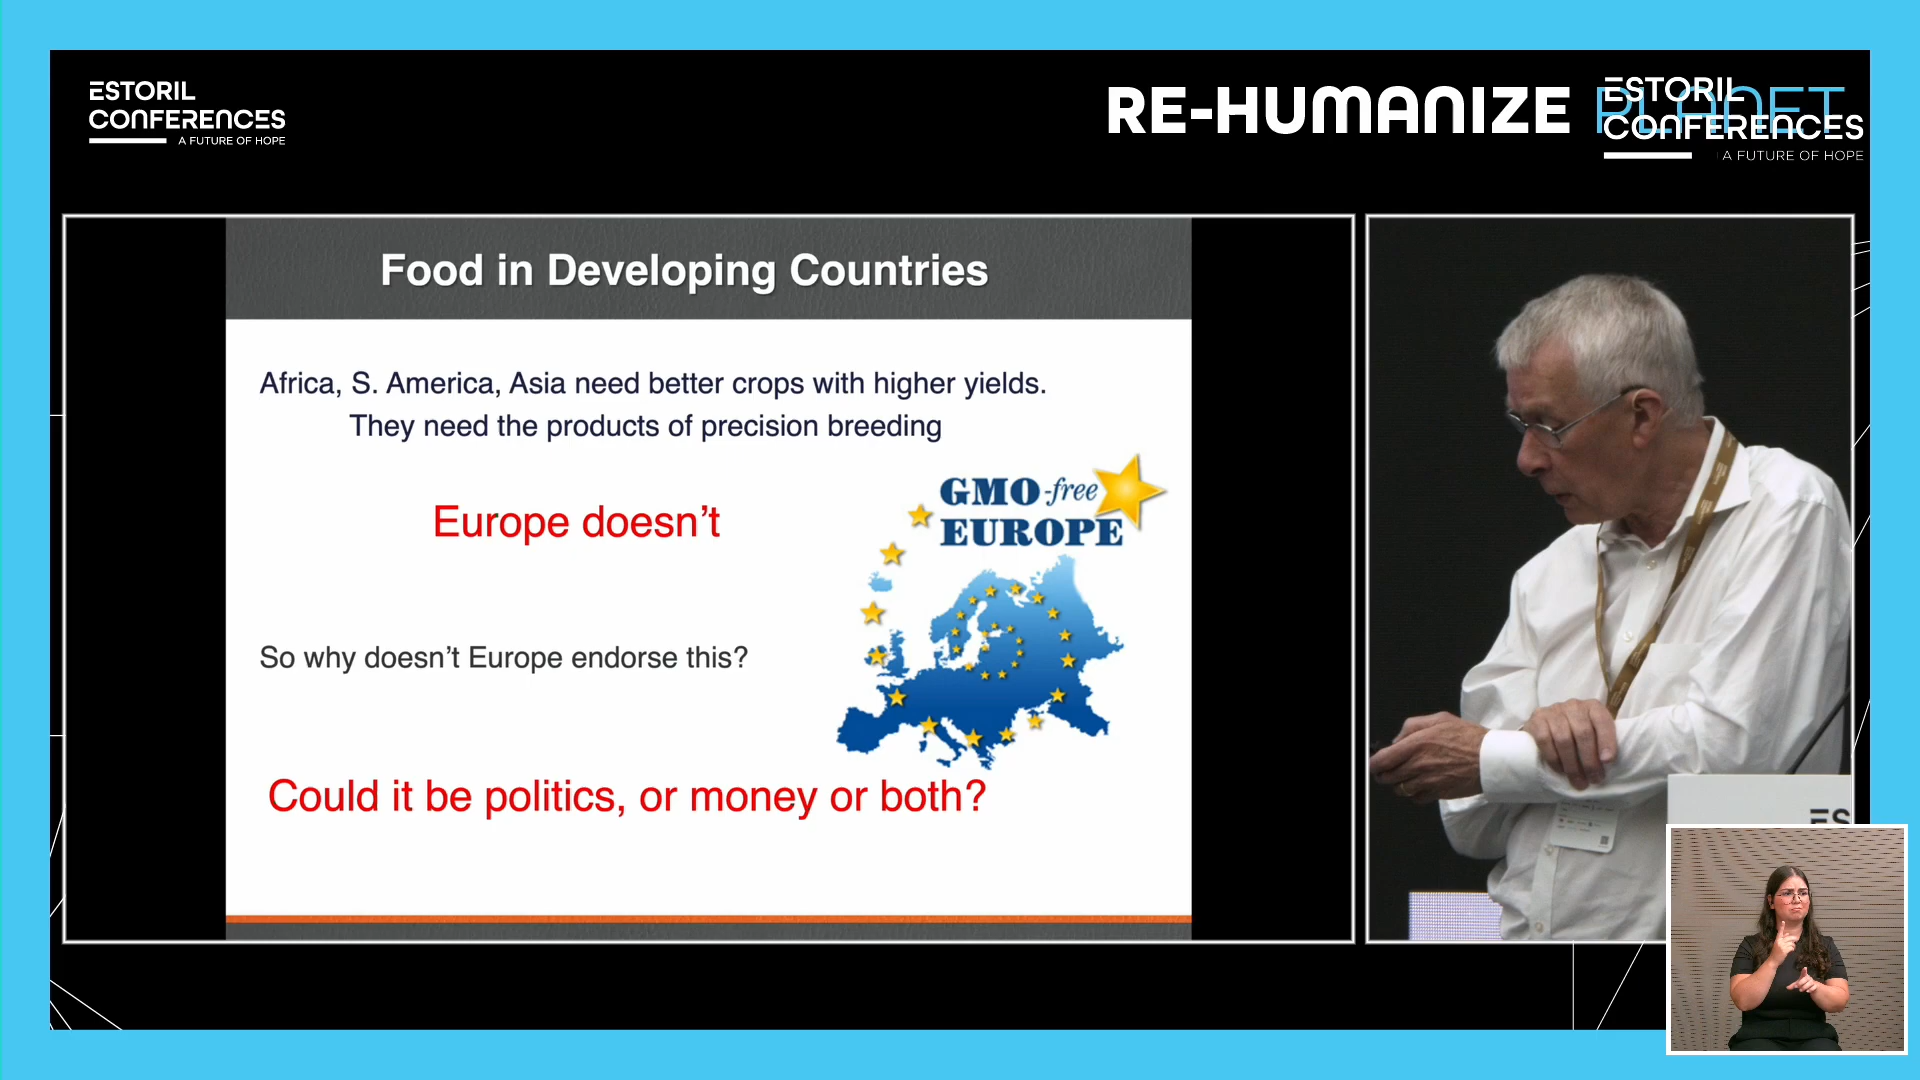 ESTORIL
CONFERENCES
A FUTURE OF HOPE
RE-HUMANIZE PLANET
ESTORIL
CONFERENCES
A FUTURE OF HOPE
Food in Developing Countries
Africa, S. America, Asia need better crops with higher yields.
They need the products of precision breeding
Europe doesn’t
GMO-free
EUROPE
So why doesn’t Europe endorse this?
Could it be politics, or money or both?
ES